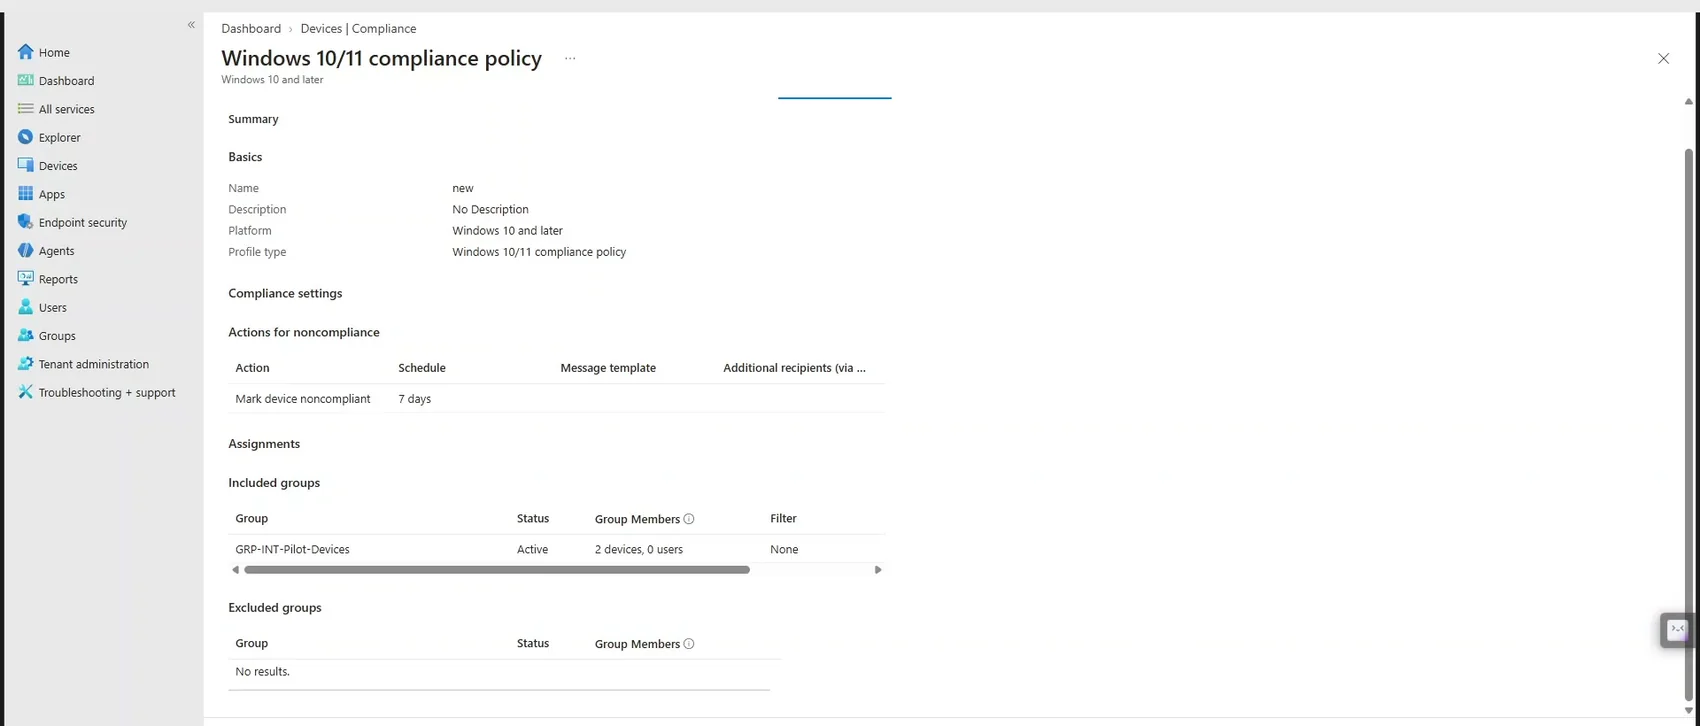 «
Home
Dashboard
All services
Explorer
Devices
Apps
Endpoint security
Agents
Reports
Users
Groups
Tenant administration
Troubleshooting + support
Dashboard › Devices | Compliance
Windows 10/11 compliance policy ...
Windows 10 and later
Summary
Basics
Name new
Description No Description
Platform Windows 10 and later
Profile type Windows 10/11 compliance policy
Compliance settings
Actions for noncompliance
Action Schedule Message template Additional recipients (via ...
Mark device noncompliant 7 days
Assignments
Included groups
Group Status Group Members Filter
GRP-INT-Pilot-Devices Active 2 devices, 0 users None
Excluded groups
Group Status Group Members
No results.